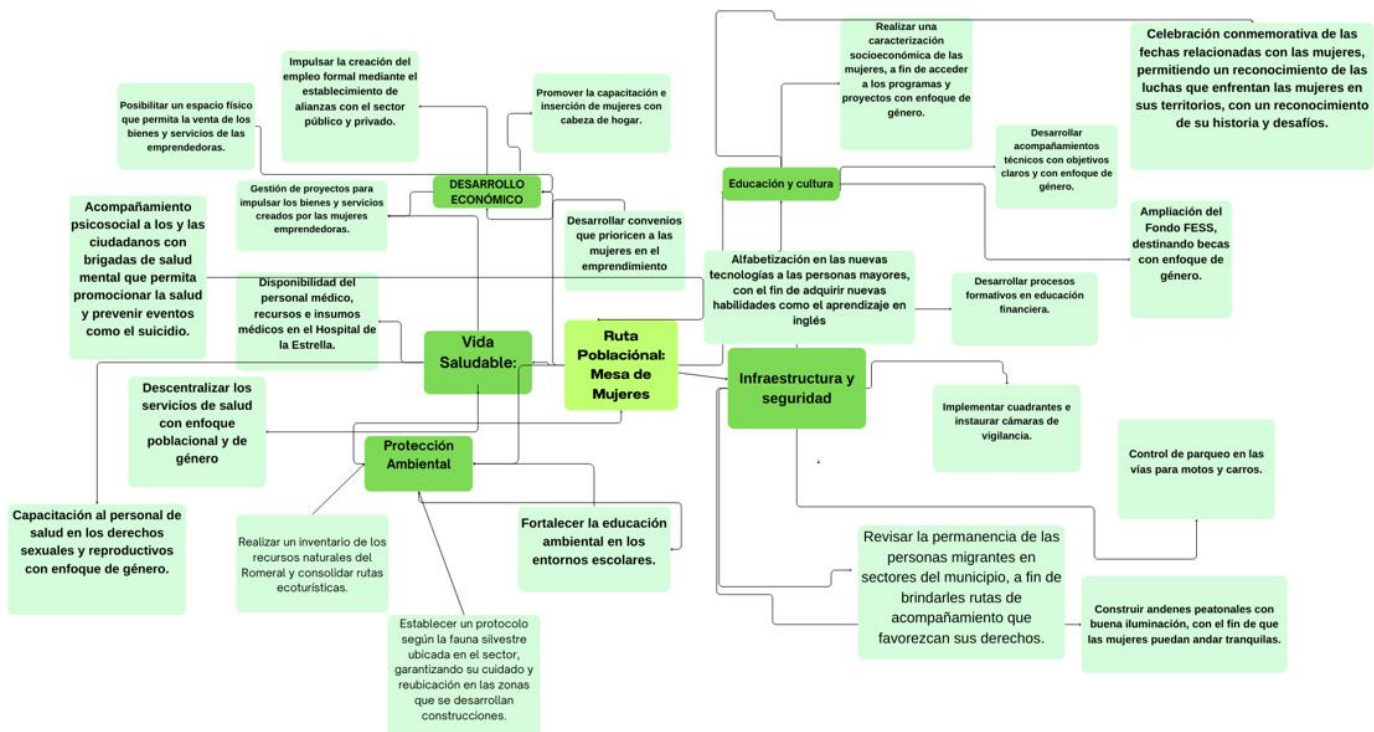 Impulsar la creación del
empleo formal mediante el
establecimiento de
alianzas con el sector
público y privado.
Posibilitar un espacio físico
que permita la venta de los
bienes y servicios de las
emprendedoras.
Promover la capacitación e
inserción de mujeres con
cabeza de hogar.
DESARROLLO
ECONÓMICO
Gestión de proyectos para
impulsar los bienes y servicios
creados por las mujeres
emprendedoras.
Desarrollar convenios
que prioricen a las
mujeres en el
emprendimiento
Acompañamiento
psicosocial a los y las
ciudadanos con
brigadas de salud
mental que permita
promocionar la salud
y prevenir eventos
como el suicidio.
Disponibilidad del
personal médico,
recursos e insumos
médicos en el Hospital de
la Estrella.
Vida
Saludable:
Descentralizar los
servicios de salud
con enfoque
poblacional y de
género
Capacitación al personal de
salud en los derechos
sexuales y reproductivos
con enfoque de género.
Ruta
Poblaciónal:
Mesa de
Mujeres
Protección
Ambiental
Realizar un inventario de los
recursos naturales del
Romeral y consolidar rutas
ecoturísticas.
Fortalecer la educación
ambiental en los
entornos escolares.
Establecer un protocolo
según la fauna silvestre
ubicada en el sector,
garantizando su cuidado y
reubicación en las zonas
que se desarrollan
construcciones.
Realizar una
caracterización
socioeconómica de las
mujeres, a fin de acceder
a los programas y
proyectos con enfoque de
género.
Celebración conmemorativa de las
fechas relacionadas con las mujeres,
permitiendo un reconocimiento de las
luchas que enfrentan las mujeres en
sus territorios, con un reconocimiento
de su historia y desafíos.
Educación y cultura
Desarrollar
acompañamientos
técnicos con objetivos
claros y con enfoque de
género.
Ampliación del
Fondo FESS,
destinando becas
con enfoque de
género.
Alfabetización en las nuevas
tecnologías a las personas mayores,
con el fin de adquirir nuevas
habilidades como el aprendizaje en
inglés
Desarrollar procesos
formativos en educación
financiera.
Infraestructura y
seguridad
Implementar cuadrantes e
instaurar cámaras de
vigilancia.
Control de parqueo en las
vías para motos y carros.
Revisar la permanencia de las
personas migrantes en
sectores del municipio, a fin de
brindarles rutas de
acompañamiento que
favorezcan sus derechos.
Construir andenes peatonales con
buena iluminación, con el fin de que
las mujeres puedan andar tranquilas.